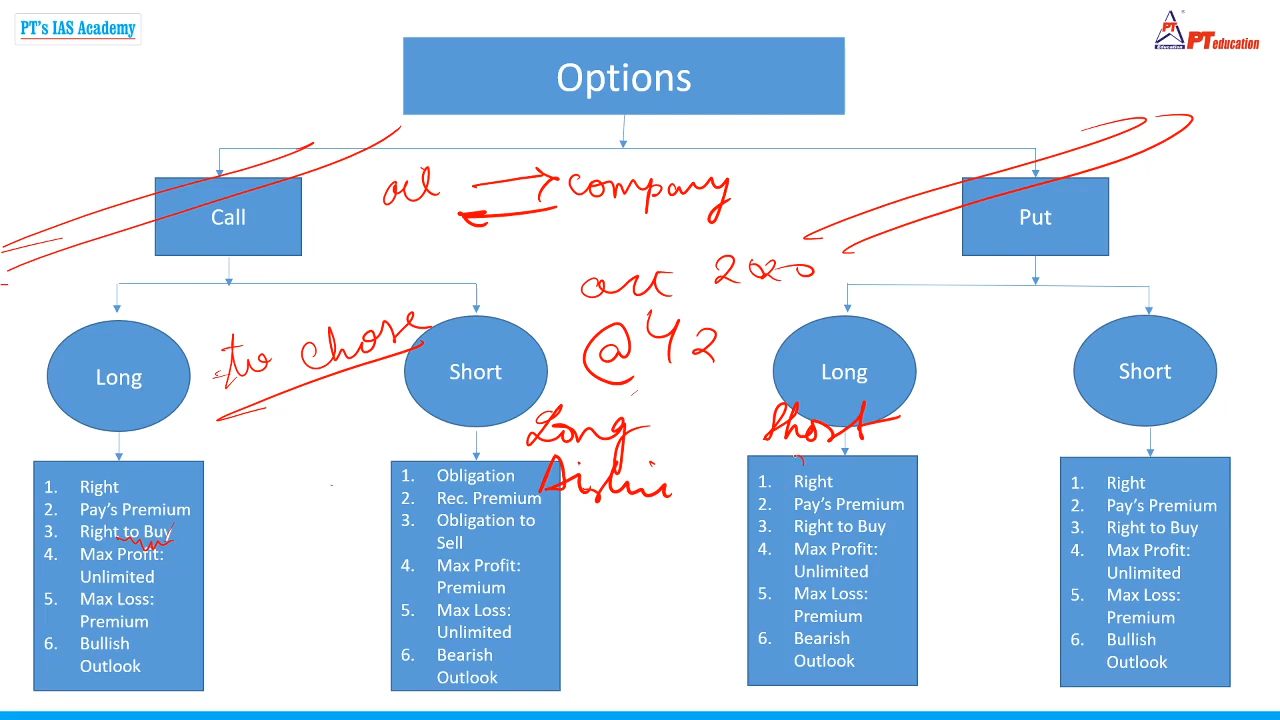 PT's IAS Academy
PT
Education
PT education
Options
Call
oil → company
Put
@42
to chose
Long
Short
Long
Short
Long
Short
1. Right
2. Pay's Premium
3. Right to Buy
4. Max Profit:
Unlimited
5. Max Loss:
Premium
6. Bullish
Outlook
1. Obligation
2. Rec. Premium
3. Obligation to
Sell
4. Max Profit:
Premium
5. Max Loss:
Unlimited
6. Bearish
Outlook
1. Right
2. Pay's Premium
3. Right to Buy
4. Max Profit:
Unlimited
5. Max Loss:
Premium
6. Bearish
Outlook
1. Right
2. Pay's Premium
3. Right to Buy
4. Max Profit:
Unlimited
5. Max Loss:
Premium
6. Bullish
Outlook